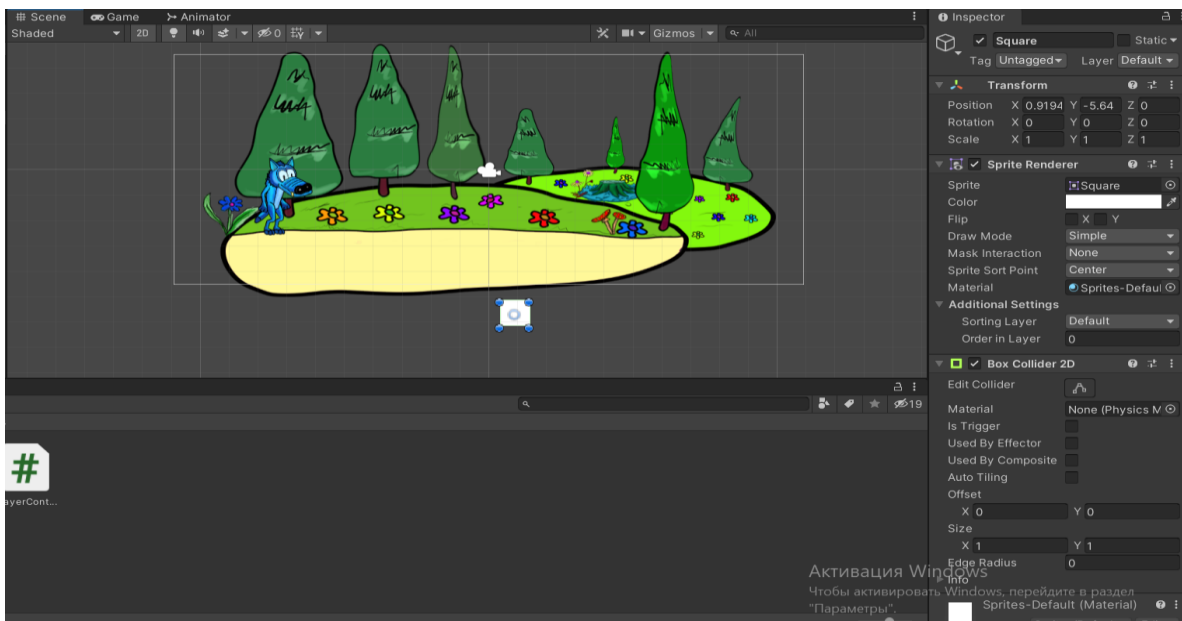 Scene Game Animator
Shaded 2D 0 Gizmos All
19
#
ayerCont...
Inspector
Square Static
Tag Untagged Layer Default
Transform
Position X 0.9194 Y -5.64 Z 0
Rotation X 0 Y 0 Z 0
Scale X 1 Y 1 Z 1
Sprite Renderer
Sprite Square
Color
Flip X Y
Draw Mode Simple
Mask Interaction None
Sprite Sort Point Center
Material Sprites-Defaul
Additional Settings
Sorting Layer Default
Order in Layer 0
Box Collider 2D
Edit Collider
Material None (Physics M
Is Trigger
Used By Effector
Used By Composite
Auto Tiling
Offset
X 0 Y 0
Size
X 1 Y 1
Edge Radius 0
Info
Sprites-Default (Material)
Активация Windows
Чтобы активировать Windows, перейдите в раздел
"Параметры".